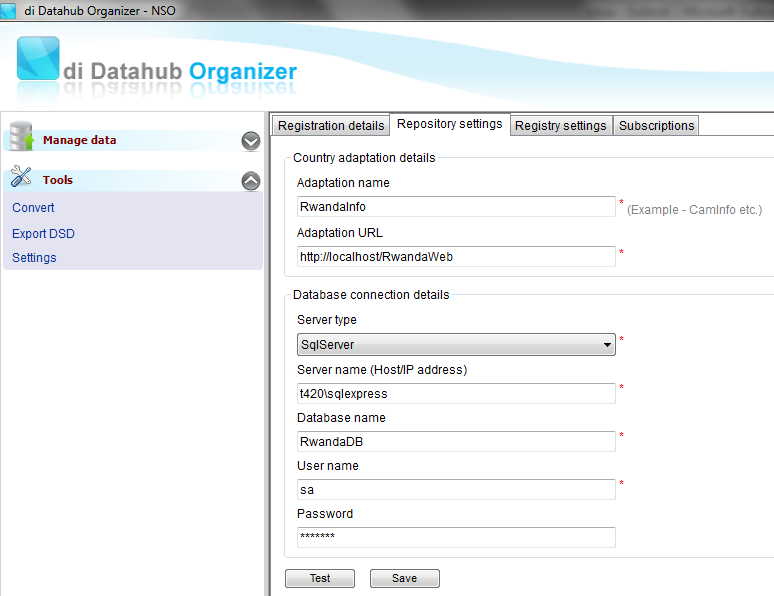 di Datahub Organizer - NSO
di Datahub Organizer
Manage data
Tools
Convert
Export DSD
Settings
Registration details Repository settings Registry settings Subscriptions
Country adaptation details
Adaptation name
RwandaInfo * (Example - CamInfo etc.)
Adaptation URL
http://localhost/RwandaWeb *
Database connection details
Server type
SqlServer *
Server name (Host/IP address)
t420\sqlexpress *
Database name
RwandaDB *
User name
sa *
Password
*******
Test Save